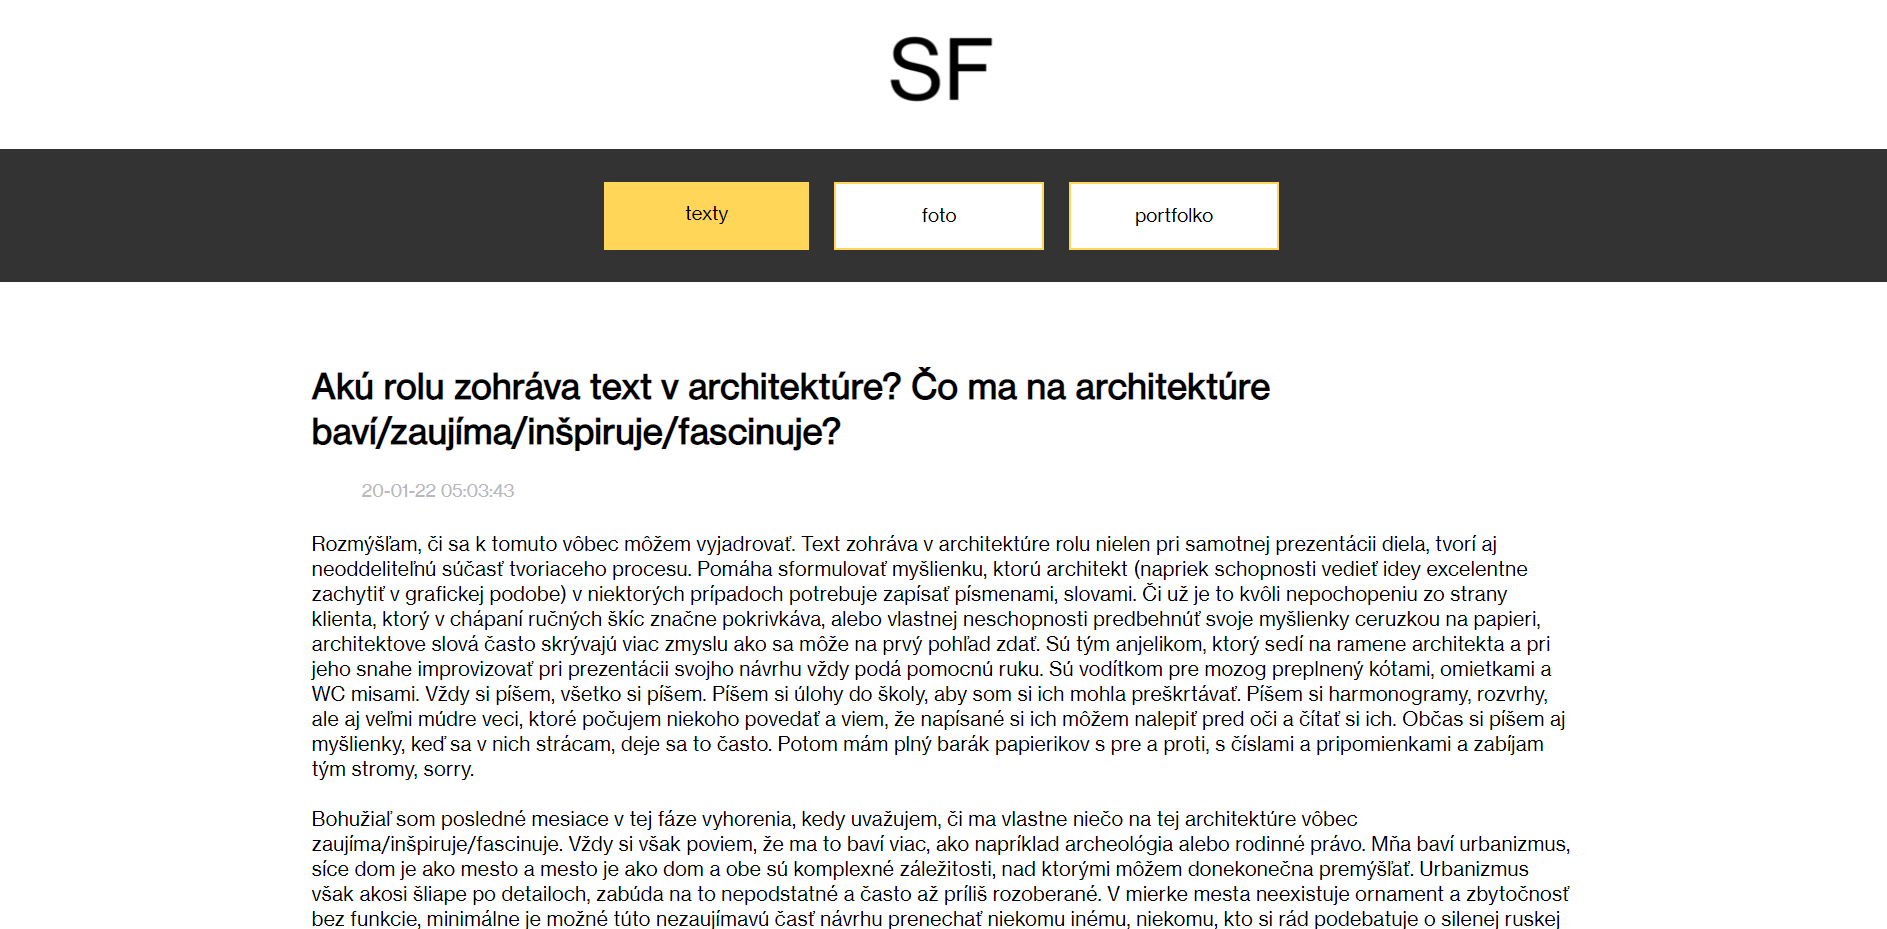 SF
texty
foto
portfolko
Akú rolu zohráva text v architektúre? Čo ma na architektúre
baví/zaujíma/inšpiruje/fascinuje?
20-01-22 05:03:43
Rozmýšľam, či sa k tomuto vôbec môžem vyjadrovať. Text zohráva v architektúre rolu nielen pri samotnej prezentácii diela, tvorí aj
neoddeliteľnú súčasť tvoriaceho procesu. Pomáha sformulovať myšlienku, ktorú architekt (napriek schopnosti vedieť idey excelentne
zachytiť v grafickej podobe) v niektorých prípadoch potrebuje zapísať písmenami, slovami. Či už je to kvôli nepochopeniu zo strany
klienta, ktorý v chápaní ručných škíc značne pokrivkáva, alebo vlastnej neschopnosti predbehnúť svoje myšlienky ceruzkou na papieri,
architektove slová často skrývajú viac zmyslu ako sa môže na prvý pohľad zdať. Sú tým anjelikom, ktorý sedí na ramene architekta a pri
jeho snahe improvizovať pri prezentácii svojho návrhu vždy podá pomocnú ruku. Sú vodítkom pre mozog preplnený kótami, omietkami a
WC misami. Vždy si píšem, všetko si píšem. Píšem si úlohy do školy, aby som si ich mohla preškrtávať. Píšem si harmonogramy, rozvrhy,
ale aj veľmi múdre veci, ktoré počujem niekoho povedať a viem, že napísané si ich môžem nalepiť pred oči a čítať si ich. Občas si píšem aj
myšlienky, keď sa v nich strácam, deje sa to často. Potom mám plný barák papierikov s pre a proti, s číslami a pripomienkami a zabíjam
tým stromy, sorry.
Bohužiaľ som posledné mesiace v tej fáze vyhorenia, kedy uvažujem, či ma vlastne niečo na tej architektúre vôbec
zaujíma/inšpiruje/fascinuje. Vždy si však poviem, že ma to baví viac, ako napríklad archeológia alebo rodinné právo. Mňa baví urbanizmus,
síce dom je ako mesto a mesto je ako dom a obe sú komplexné záležitosti, nad ktorými môžem donekonečna premýšľať. Urbanizmus
však akosi šliape po detailoch, zabúda na to nepodstatné a často až príliš rozoberané. V mierke mesta neexistuje ornament a zbytočnosť
bez funkcie, minimálne je možné túto nezaujímavú časť návrhu prenechať niekomu inému, niekomu, kto si rád podebatuje o silenej ruskej